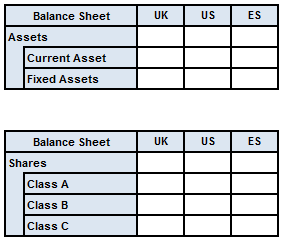 Balance Sheet UK US ES
Assets
Current Asset
Fixed Assets
Balance Sheet UK US ES
Shares
Class A
Class B
Class C